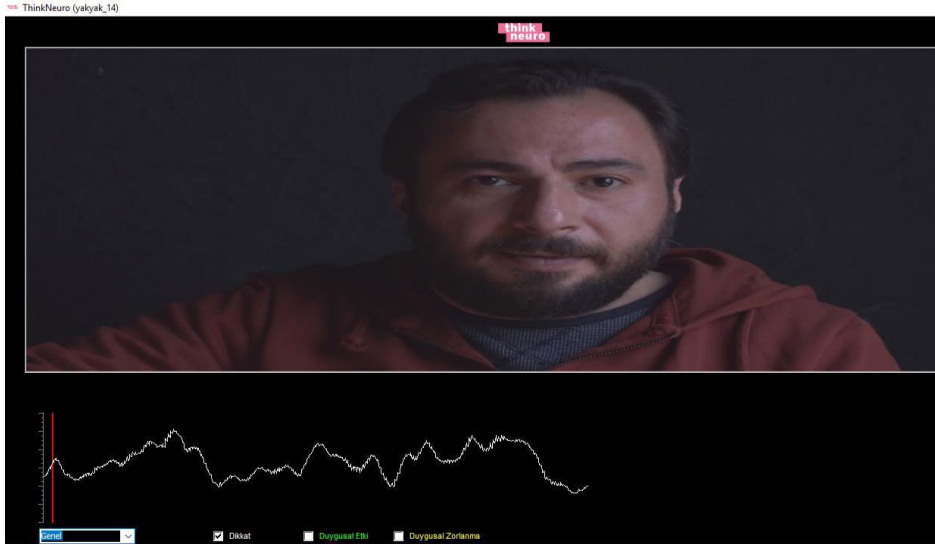 ThinkNeuro (yakyak_14)
think
neuro
Genel
Dikkat
Duygusal Etki
Duygusal Zorlanma